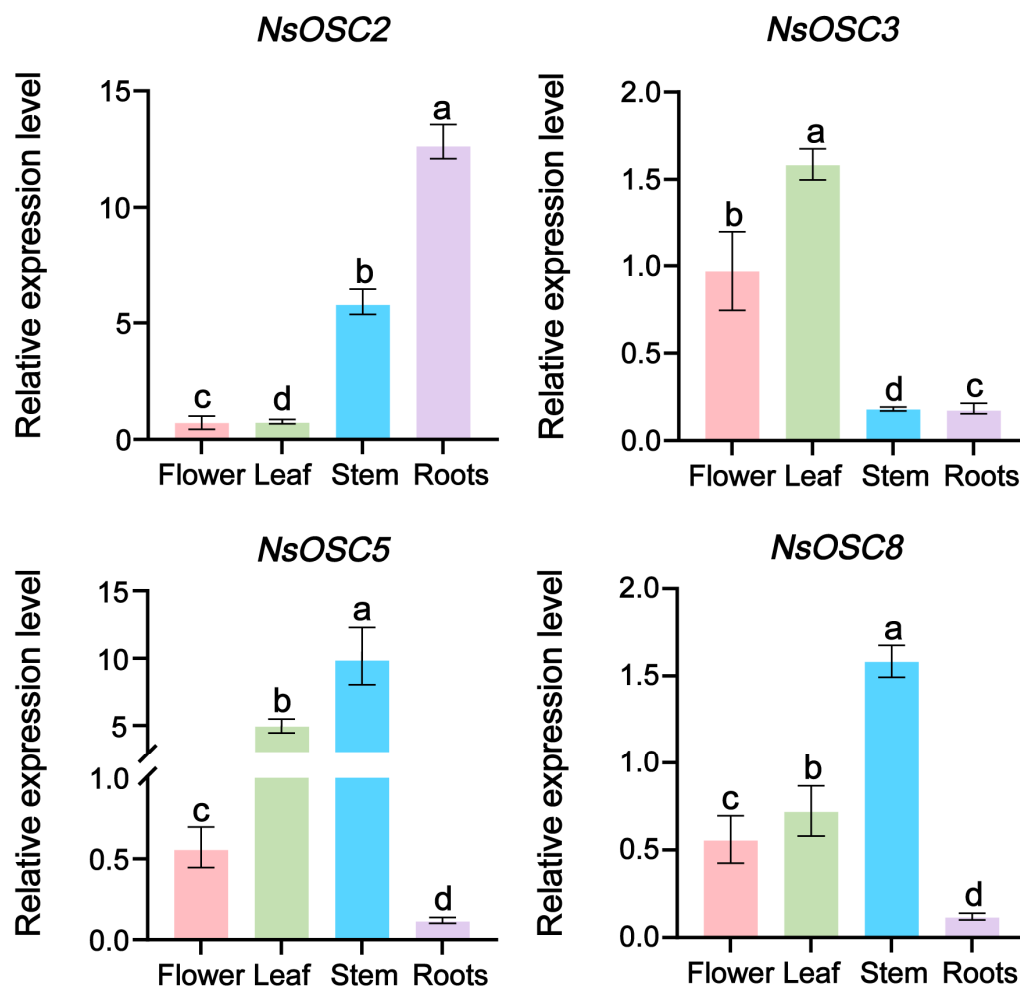 NsOSC2
Relative expression level
15
10
5
0
c
d
b
a
Flower Leaf Stem Roots
NsOSC3
Relative expression level
2.0
1.5
1.0
0.5
0.0
b
a
d
c
Flower Leaf Stem Roots
NsOSC5
Relative expression level
15
10
5
1.0
0.5
0.0
c
b
a
d
Flower Leaf Stem Roots
NsOSC8
Relative expression level
2.0
1.5
1.0
0.5
0.0
c
b
a
d
Flower Leaf Stem Roots